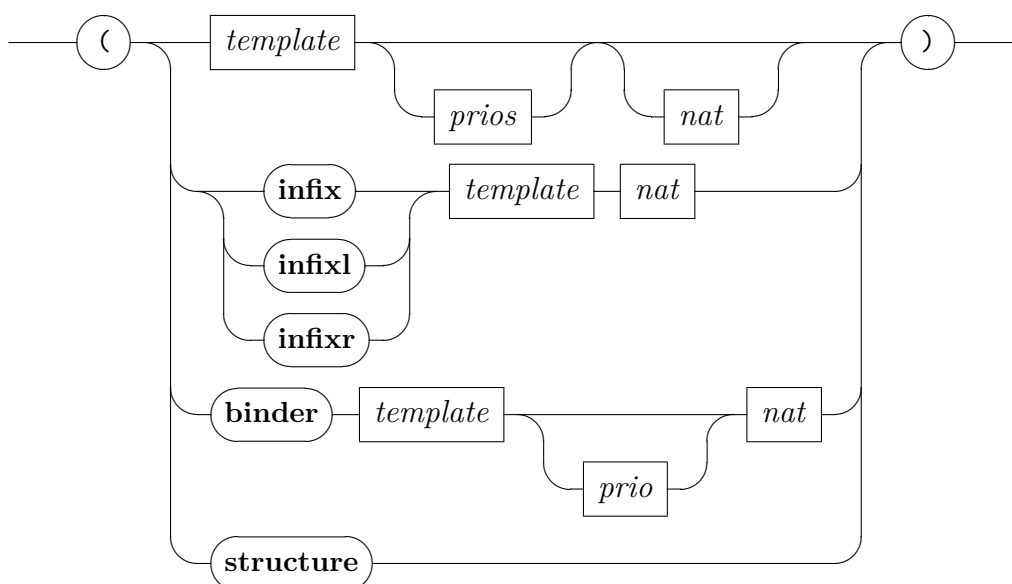 ( template )
prios nat
infix template nat
infixl
infixr
binder template nat
prio
structure